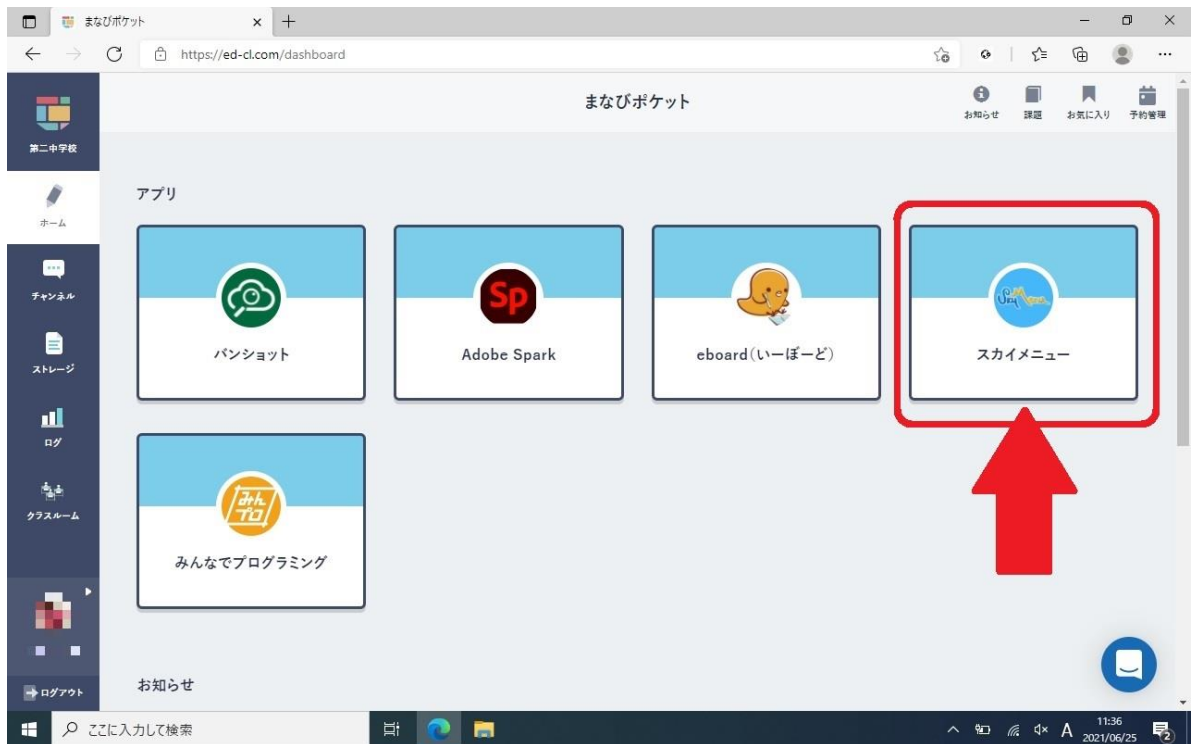 まなびポケット
https://ed-cl.com/dashboard
第二中学校
まなびポケット
お知らせ
課題
お気に入り
予約管理
ホーム
チャンネル
ストレージ
ログ
クラスルーム
ログアウト
アプリ
パンショット
Sp
Adobe Spark
eboard(いーぼーど)
SkyMenu
スカイメニュー
みんプロ
みんなでプログラミング
お知らせ
ここに入力して検索
A
11:36
2021/06/25
2